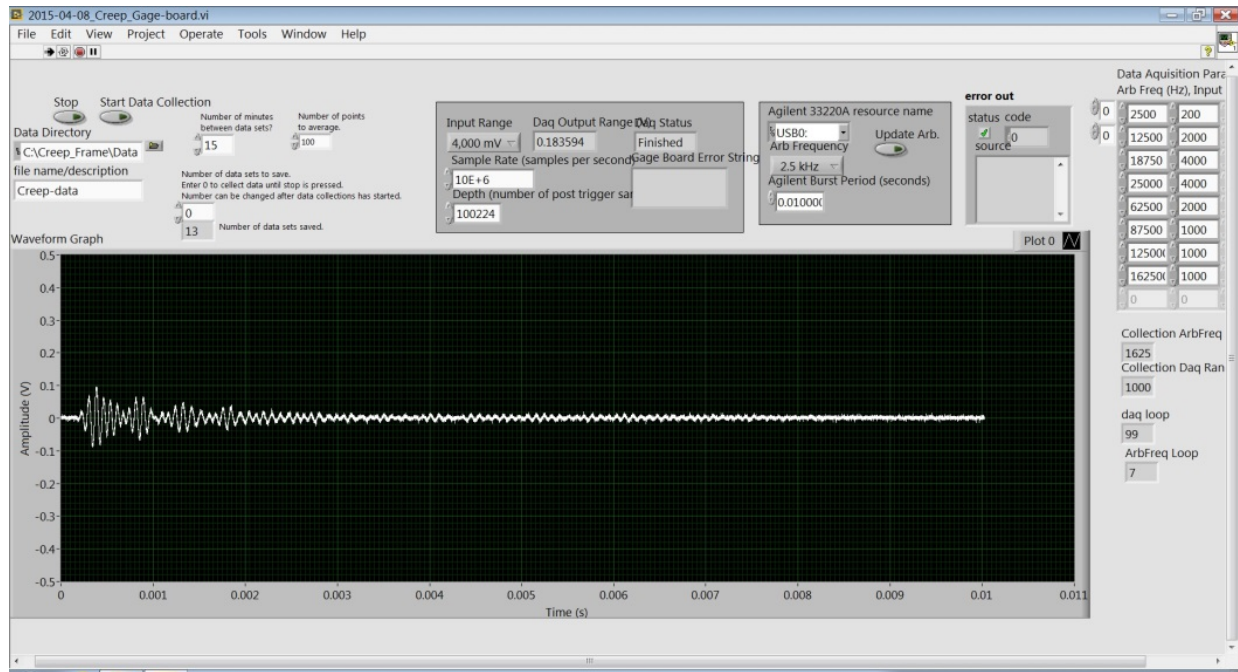 2015-04-08_Creep_Gage-board.vi
File Edit View Project Operate Tools Window Help
Stop Start Data Collection
Data Directory
C:\Creep_Frame\Data
file name/description
Creep-data
Number of minutes
between data sets?
15
Number of points
to average.
100
Number of data sets to save.
Enter 0 to collect data until stop is pressed.
Number can be changed after data collections has started.
0
13 Number of data sets saved.
Input Range
4,000 mV
Daq Output Range
0.183594
Daq Status
Finished
Sample Rate (samples per second)
10E+6
Gage Board Error String
Depth (number of post trigger sa
100224
Agilent 33220A resource name
USB0:
Update Arb.
Arb Frequency
2.5 kHz
Agilent Burst Period (seconds)
0.01000
error out
status code
0
source
Data Aquisition Para
Arb Freq (Hz), Input
0 2500 200
0 12500 2000
18750 4000
25000 4000
62500 2000
87500 1000
12500 1000
16250 1000
0 0
Collection ArbFreq
1625
Collection Daq Ran
1000
daq loop
99
ArbFreq Loop
7
Waveform Graph
Plot 0
Amplitude (V)
0.5
0.4
0.3
0.2
0.1
0
-0.1
-0.2
-0.3
-0.4
-0.5
0 0.001 0.002 0.003 0.004 0.005 0.006 0.007 0.008 0.009 0.01 0.011
Time (s)